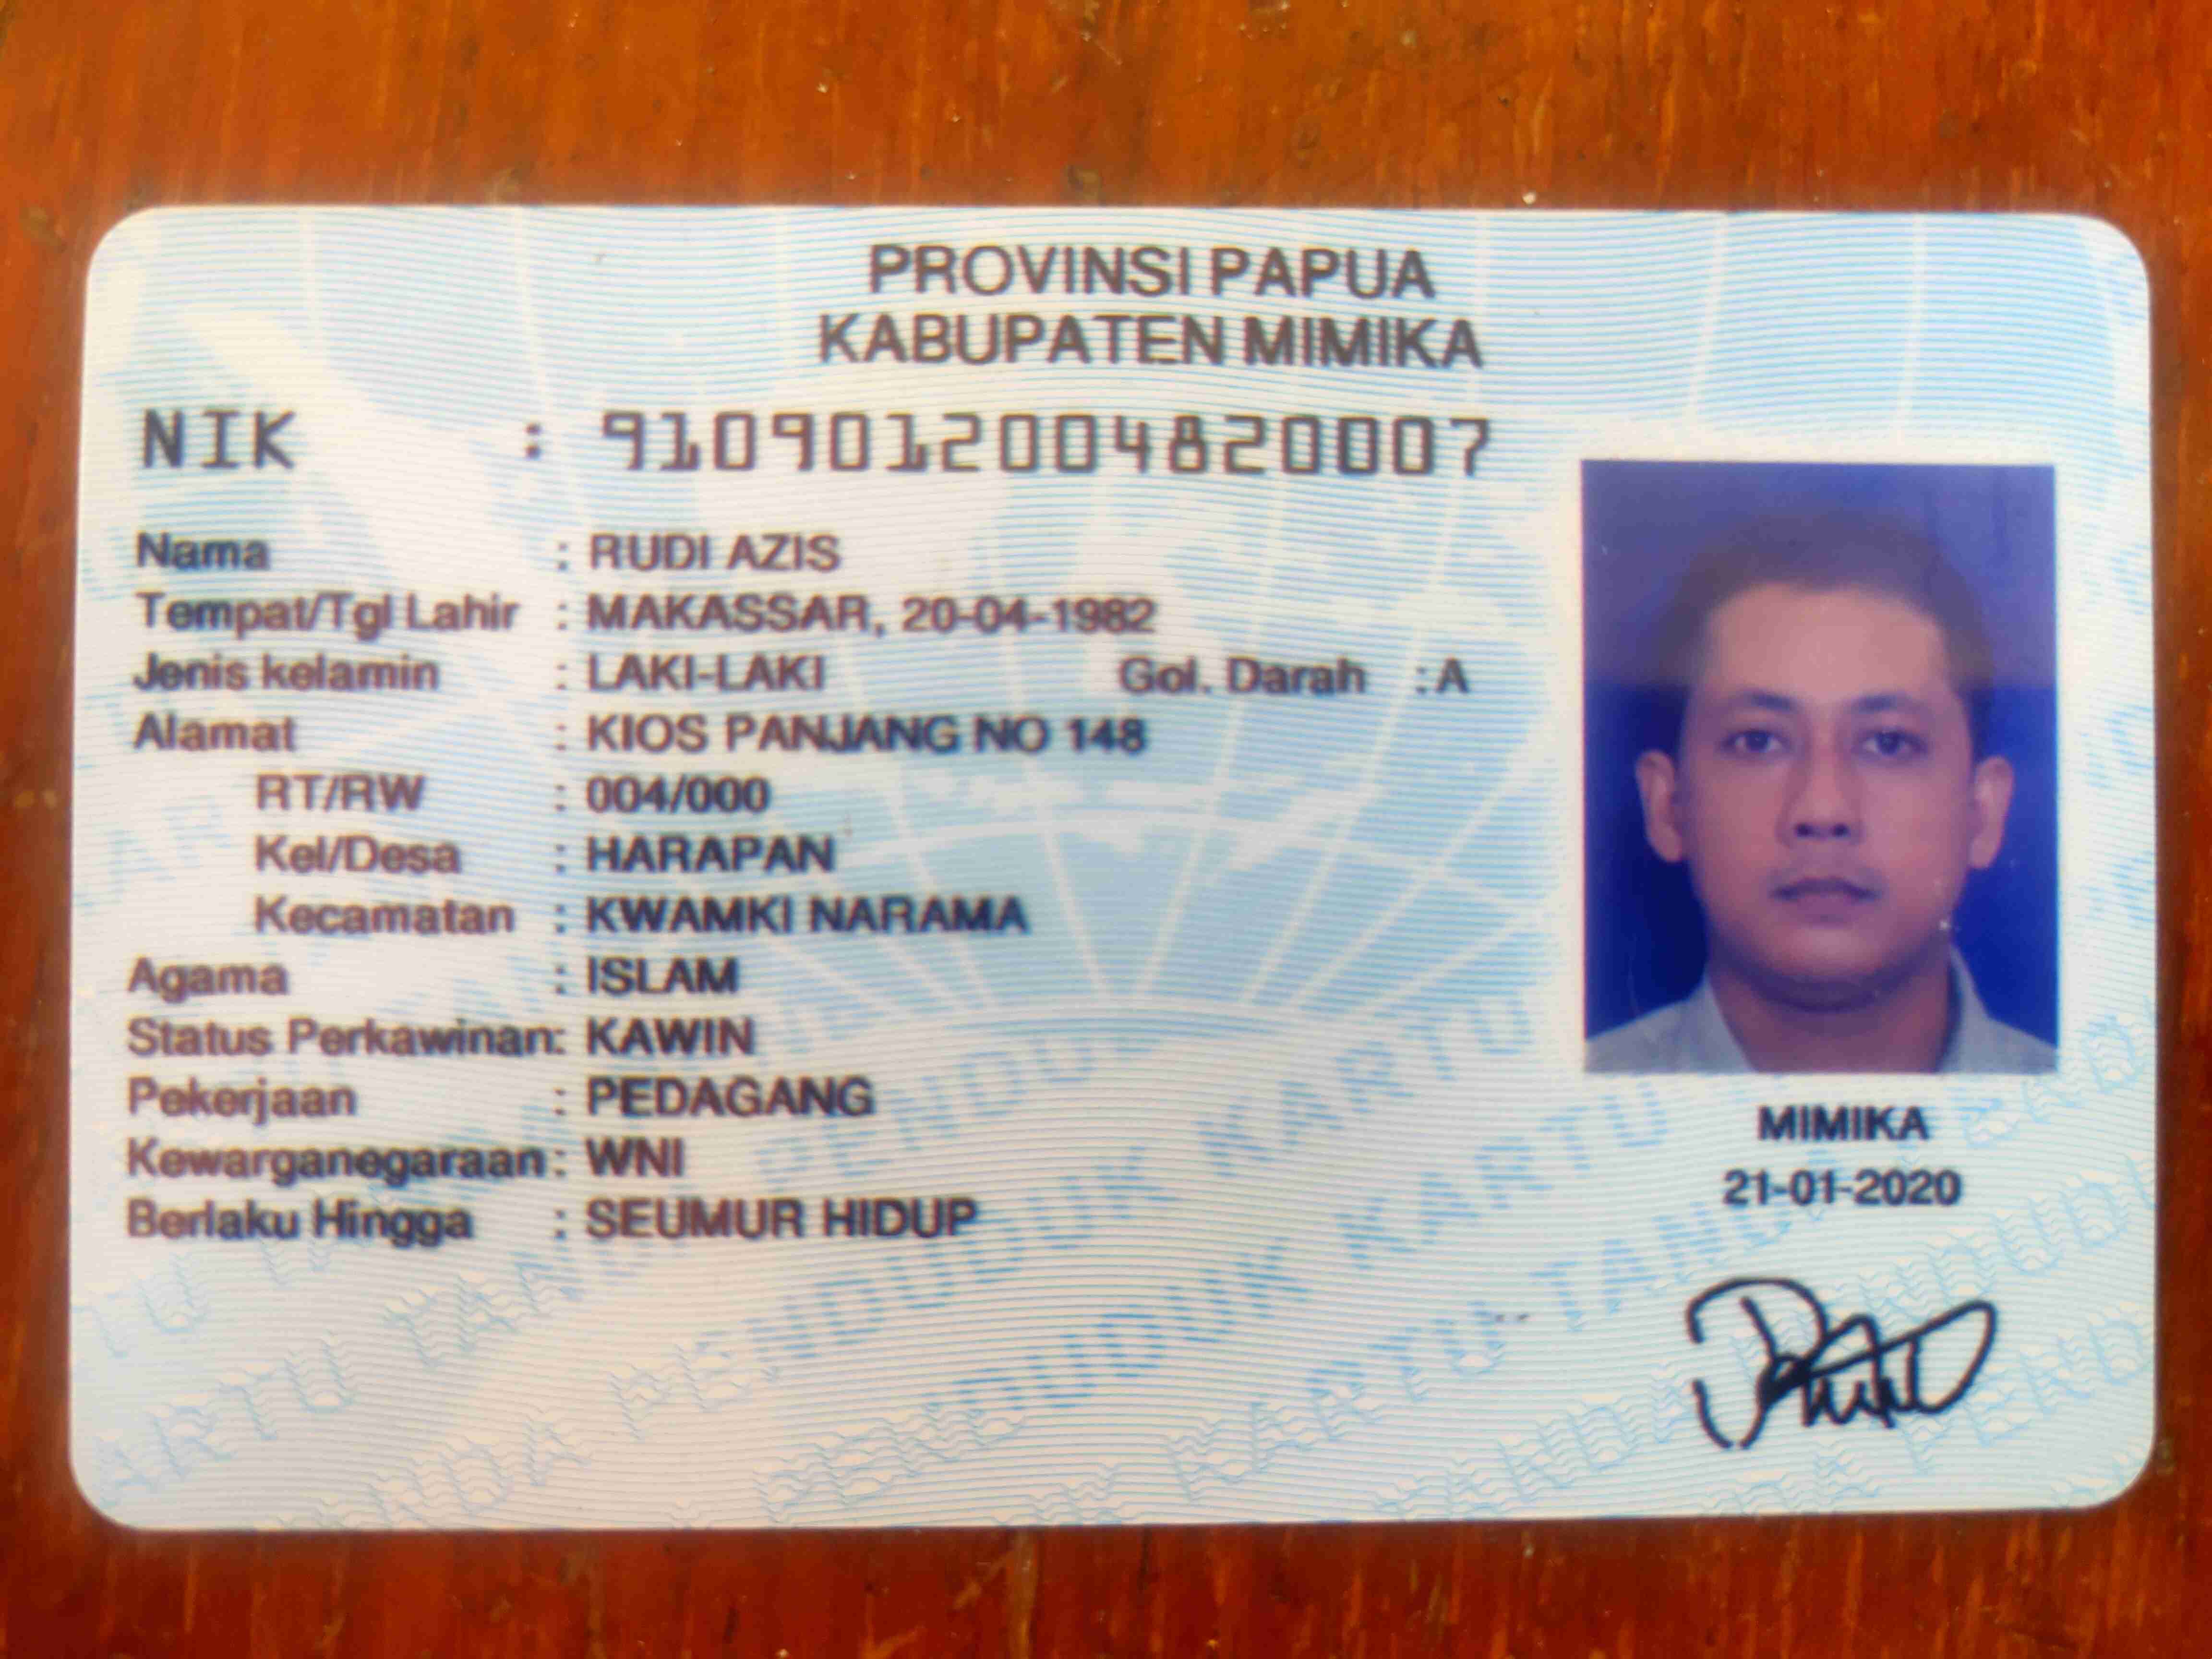 PROVINSI PAPUA
KABUPATEN MIMIKA
NIK : 9109012004820007
Nama : RUDI AZIS
Tempat/Tgl Lahir : MAKASSAR, 20-04-1982
Jenis kelamin : LAKI-LAKI Gol. Darah : A
Alamat : KIOS PANJANG NO 148
RT/RW : 004/000
Kel/Desa : HARAPAN
Kecamatan : KWAMKI NARAMA
Agama : ISLAM
Status Perkawinan: KAWIN
Pekerjaan : PEDAGANG
Kewarganegaraan: WNI
Berlaku Hingga : SEUMUR HIDUP
MIMIKA
21-01-2020